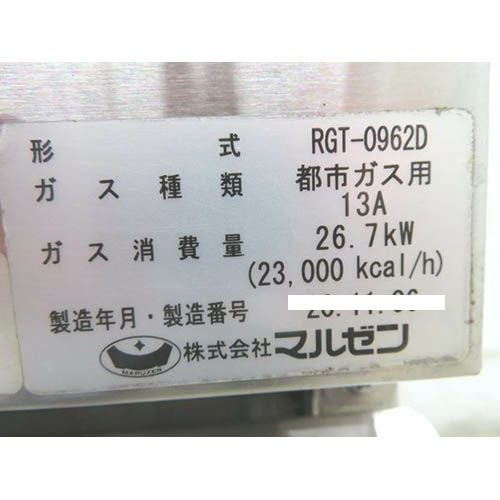 形式 RGT-0962D
ガス種類 都市ガス用
13A
ガス消費量 26.7kW
(23,000 kcal/h)
製造年月・製造番号
MARUZEN 株式会社 マルゼン